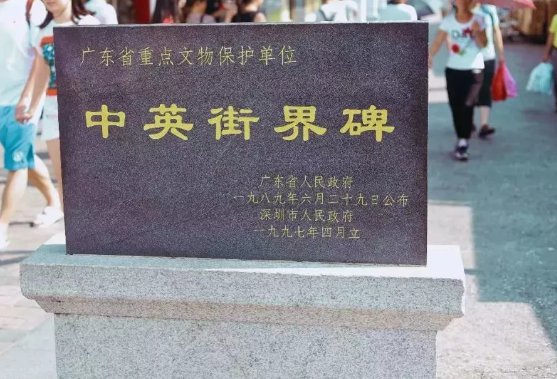 广东省重点文物保护单位
中英街界碑
广东省人民政府
一九八九年六月二十九日公布
深圳市人民政府
一九九七年四月立